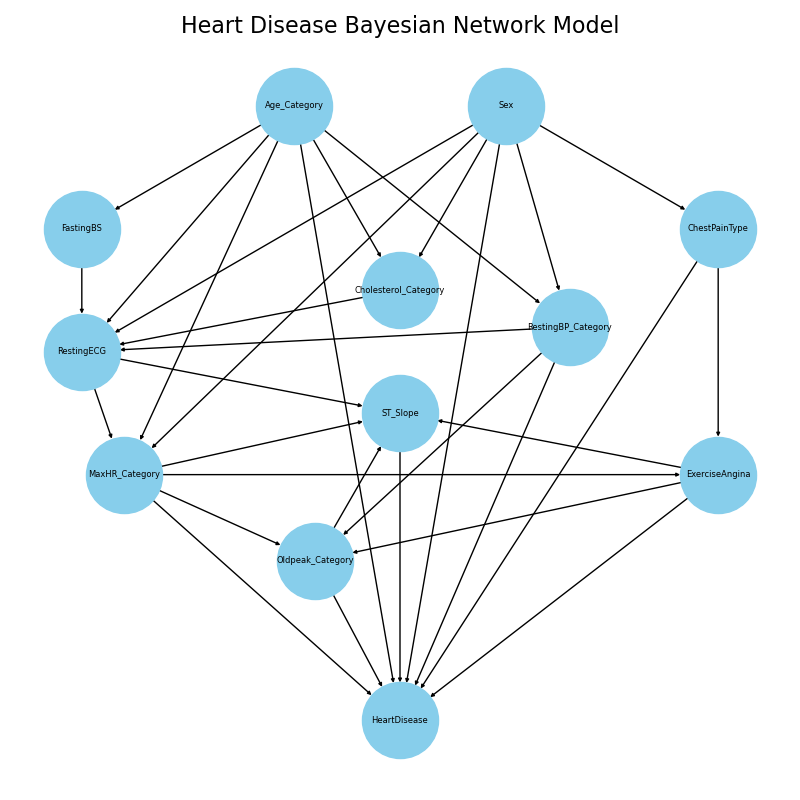 Heart Disease Bayesian Network Model
Age_Category
Sex
FastingBS
ChestPainType
Cholesterol_Category
RestingBP_Category
RestingECG
ST_Slope
MaxHR_Category
ExerciseAngina
Oldpeak_Category
HeartDisease